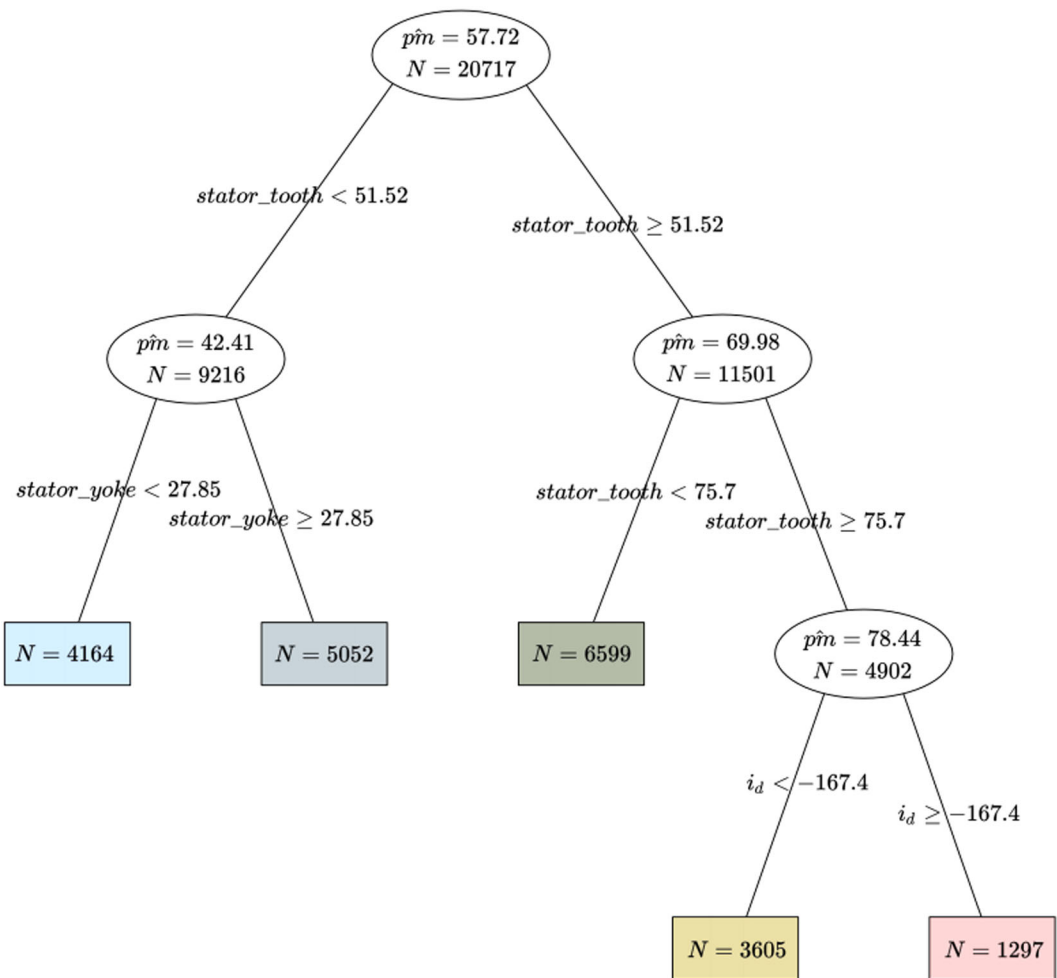 p̂m = 57.72
N = 20717
stator_tooth < 51.52
stator_tooth ≥ 51.52
p̂m = 42.41
N = 9216
p̂m = 69.98
N = 11501
stator_yoke < 27.85
stator_yoke ≥ 27.85
stator_tooth < 75.7
stator_tooth ≥ 75.7
N = 4164
N = 5052
N = 6599
p̂m = 78.44
N = 4902
i_d < −167.4
i_d ≥ −167.4
N = 3605
N = 1297